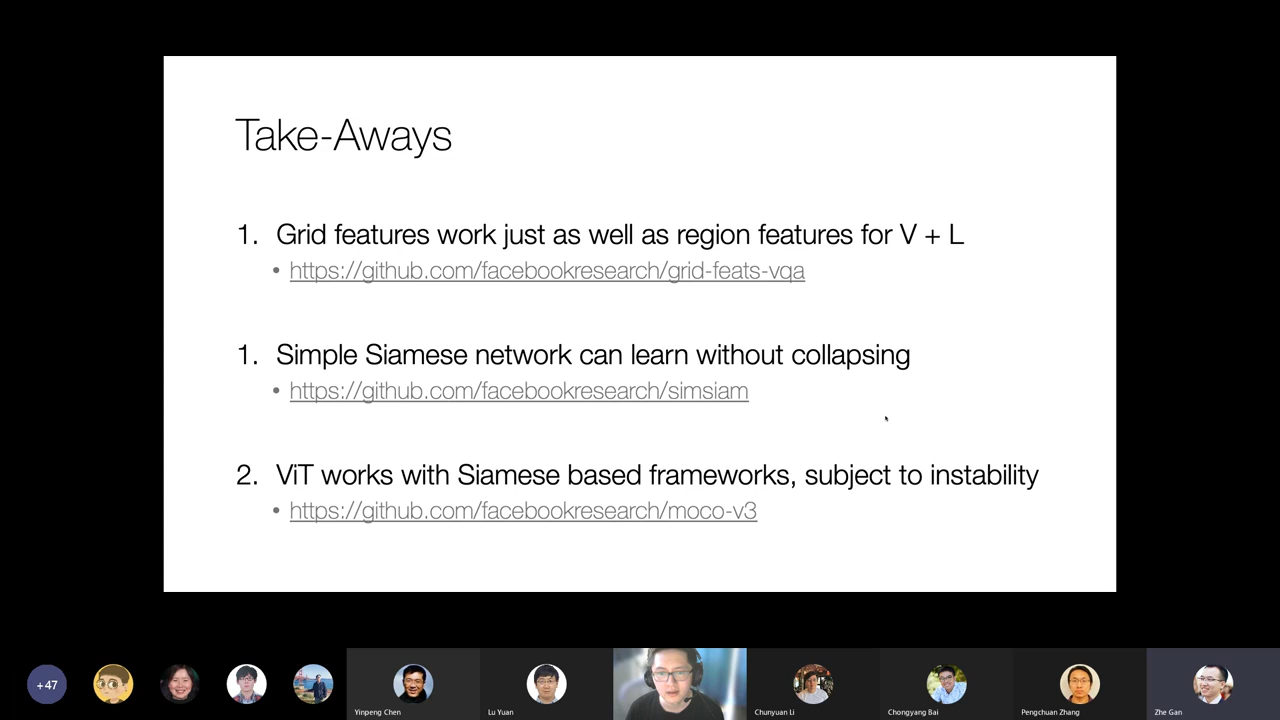 Take-Aways
1. Grid features work just as well as region features for V + L
• https://github.com/facebookresearch/grid-feats-vqa
1. Simple Siamese network can learn without collapsing
• https://github.com/facebookresearch/simsiam
2. ViT works with Siamese based frameworks, subject to instability
• https://github.com/facebookresearch/moco-v3
+47
Yinpeng Chen
Lu Yuan
Chunyuan Li
Chongyang Bai
Pengchuan Zhang
Zhe Gan